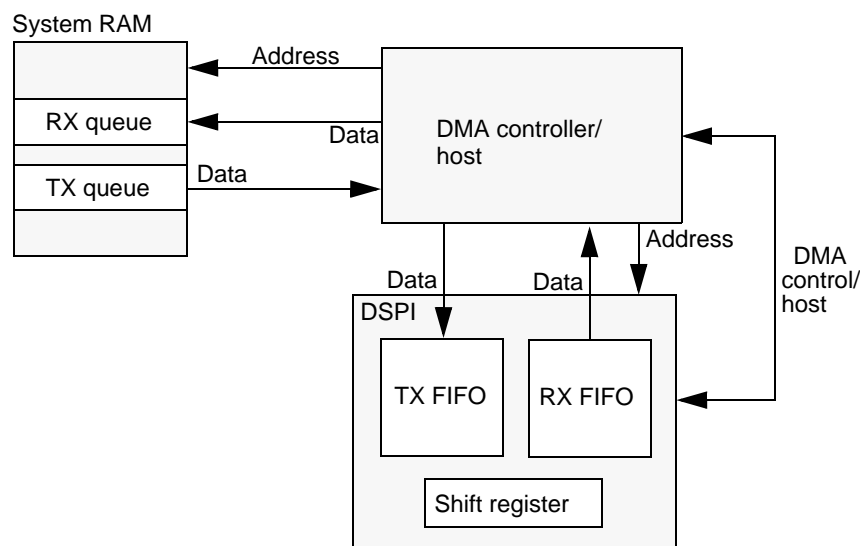 System RAM
Address
RX queue
Data
DMA controller/
host
TX queue
Data
Address
DMA
control/
host
Data
Data
DSPI
TX FIFO
RX FIFO
Shift register